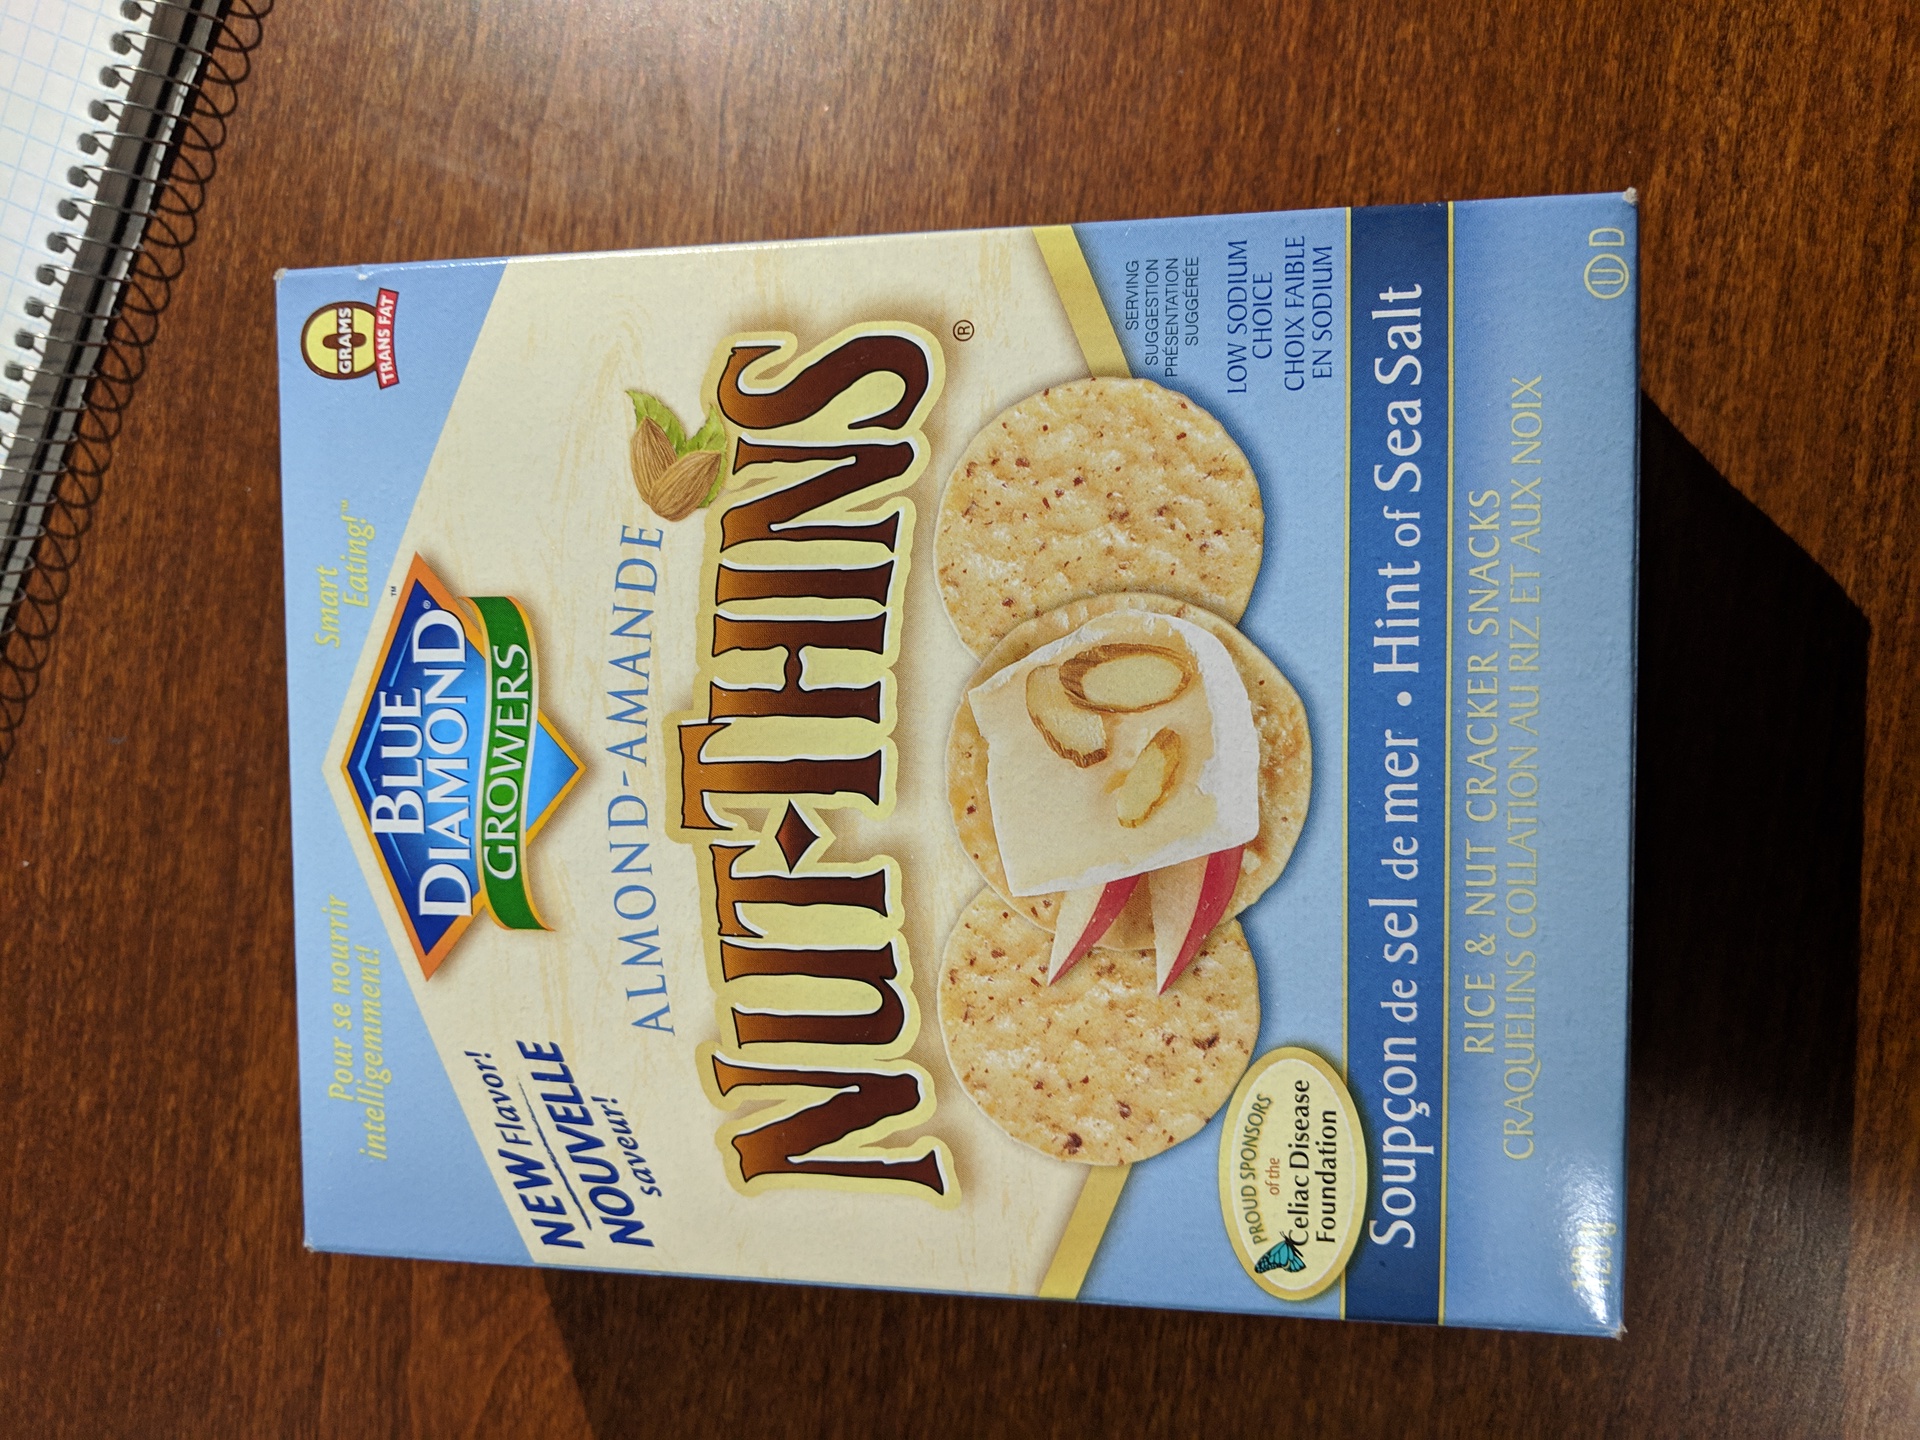 Pour se nourrir
intelligemment!
Smart
Eating!™
0
GRAMS
TRANS FAT
BLUE
DIAMOND®
GROWERS
™
NEW Flavor!
NOUVELLE
saveur!
ALMOND-AMANDE
NUT-THINS®
SERVING
SUGGESTION
PRÉSENTATION
SUGGÉRÉE
LOW SODIUM
CHOICE
CHOIX FAIBLE
EN SODIUM
PROUD SPONSORS
of the
Celiac Disease
Foundation
Soupçon de sel de mer • Hint of Sea Salt
RICE & NUT CRACKER SNACKS
CRAQUELINS COLLATION AU RIZ ET AUX NOIX
U D